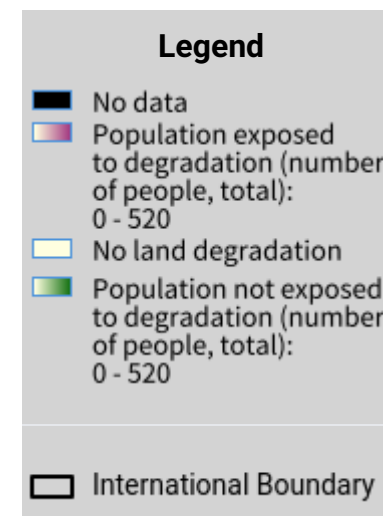 Legend
No data
Population exposed
to degradation (number
of people, total):
0 - 520
No land degradation
Population not exposed
to degradation (number
of people, total):
0 - 520
International Boundary